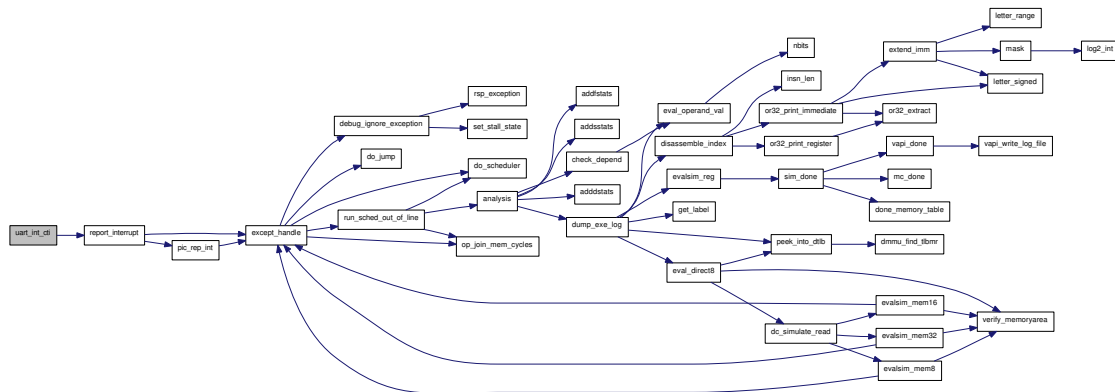 uart_int_ctl
report_interrupt
pic_rep_int
except_handle
debug_ignore_exception
do_jump
run_sched_out_of_line
rsp_exception
set_stall_state
do_scheduler
analysis
op_join_mem_cycles
addfstats
addsstats
check_depend
adddstats
dump_exe_log
eval_operand_val
disassemble_index
evalsim_reg
get_label
eval_direct8
nbits
insn_len
or32_print_immediate
or32_print_register
sim_done
peek_into_dtlb
dc_simulate_read
extend_imm
or32_extract
vapi_done
mc_done
done_memory_table
dmmu_find_tlbmr
evalsim_mem16
evalsim_mem32
evalsim_mem8
letter_range
mask
letter_signed
vapi_write_log_file
verify_memoryarea
log2_int